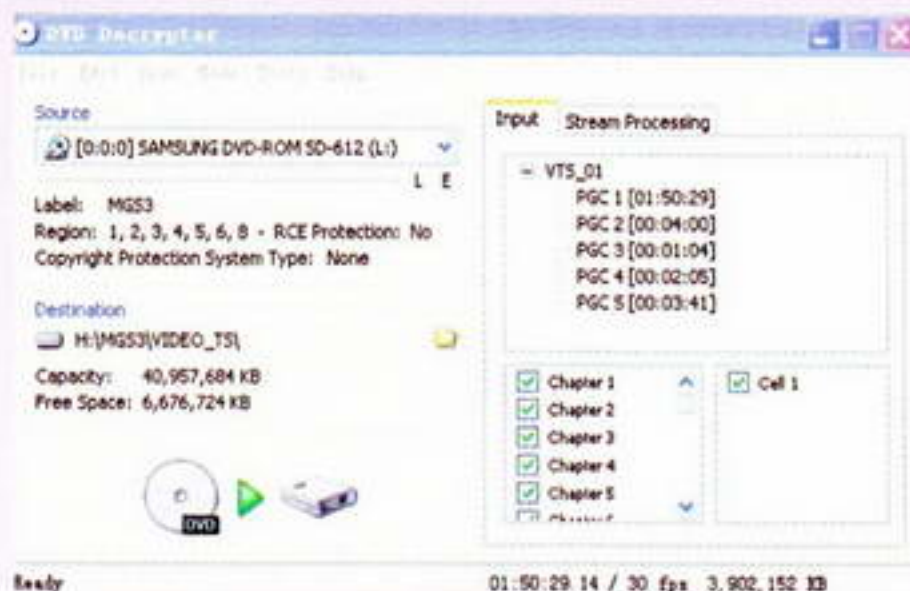 DVD Decrypter
Source
[0:0:0] SAMSUNG DVD-ROM SD-612 (L:)
L E
Label: MGS3
Region: 1, 2, 3, 4, 5, 6, 8 - RCE Protection: No
Copyright Protection System Type: None
Destination
H:\MGS3\VIDEO_TS\
Capacity: 40,957,684 KB
Free Space: 6,676,724 KB
DVD
Input Stream Processing
VTS_01
PGC 1 [01:50:29]
PGC 2 [00:04:00]
PGC 3 [00:01:04]
PGC 4 [00:02:05]
PGC 5 [00:03:41]
Chapter 1
Chapter 2
Chapter 3
Chapter 4
Chapter 5
Cell 1
Ready
01:50:29.14 / 30 fps 3,902,152 KB